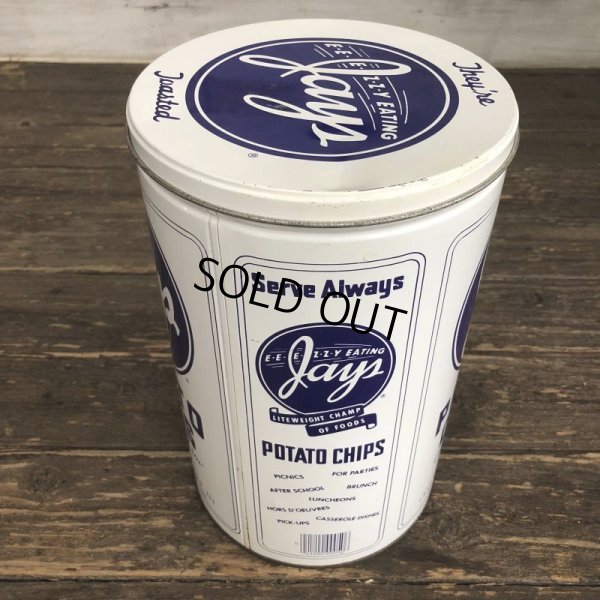 They're
E-E-E-Z-Z-Y EATING
Jays
®
Toasted
Serve Always
SOLD OUT
E-E-E-Z-Z-Y EATING
Jays
®
LITEWEIGHT CHAMP
OF FOODS
POTATO CHIPS
PICNICS FOR PARTIES
AFTER SCHOOL BRUNCH
LUNCHEONS
HORS D'OEUVRES
PICK-UPS CASSEROLE DISHES